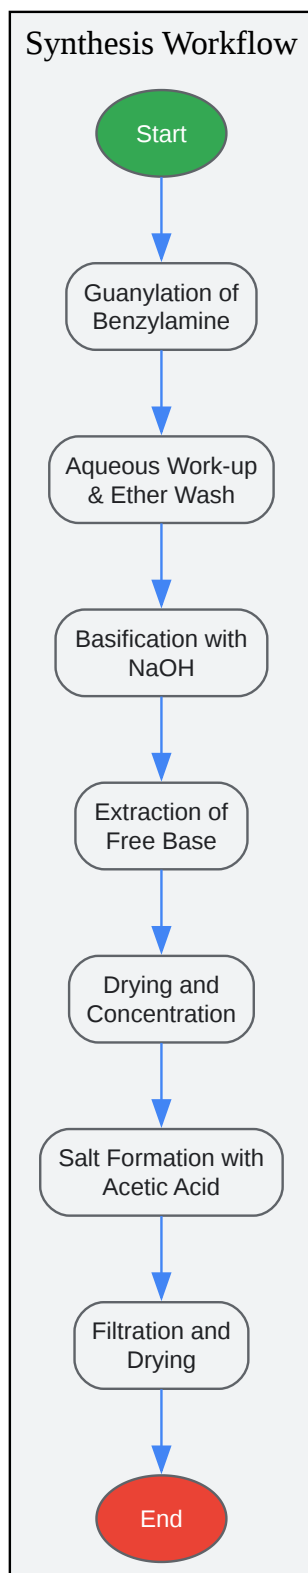 Synthesis Workflow
Start
Guanylation of
Benzylamine
Aqueous Work-up
& Ether Wash
Basification with
NaOH
Extraction of
Free Base
Drying and
Concentration
Salt Formation with
Acetic Acid
Filtration and
Drying
End